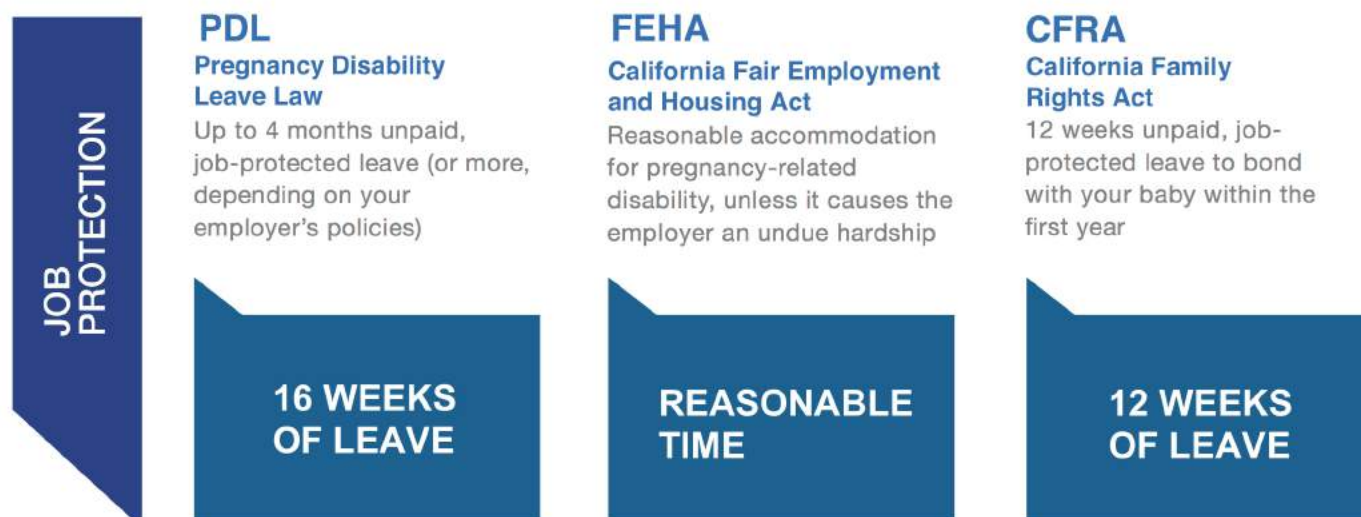 JOB
PROTECTION
PDL
Pregnancy Disability
Leave Law
Up to 4 months unpaid,
job-protected leave (or more,
depending on your
employer's policies)
16 WEEKS
OF LEAVE
FEHA
California Fair Employment
and Housing Act
Reasonable accommodation
for pregnancy-related
disability, unless it causes the
employer an undue hardship
REASONABLE
TIME
CFRA
California Family
Rights Act
12 weeks unpaid, job-
protected leave to bond
with your baby within the
first year
12 WEEKS
OF LEAVE